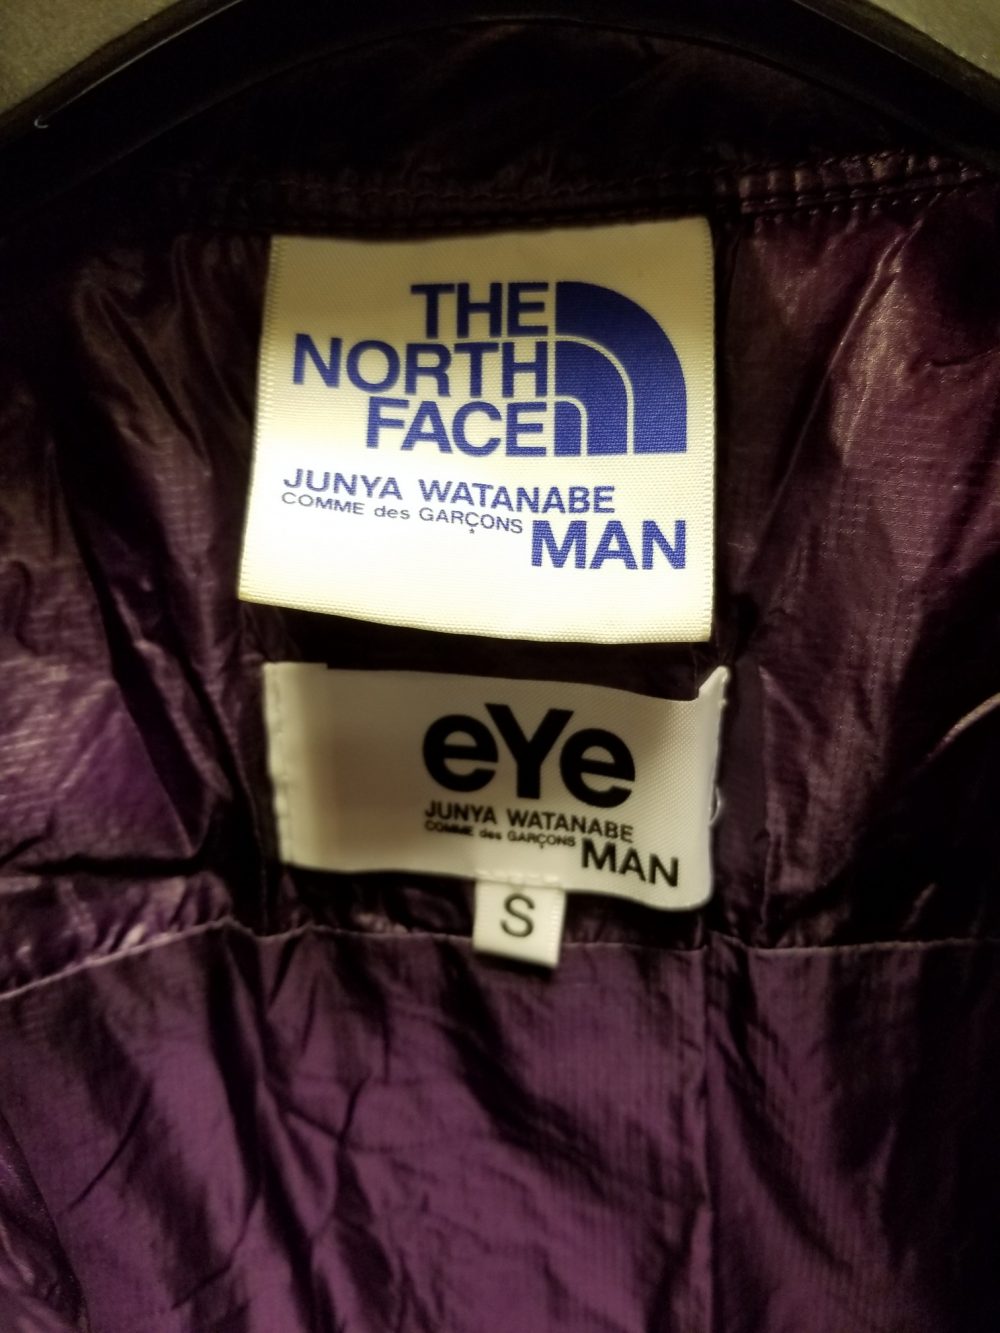 THE
NORTH
FACE
JUNYA WATANABE
COMME des GARÇONS
MAN
eYe
JUNYA WATANABE
COMME des GARÇONS
MAN
S